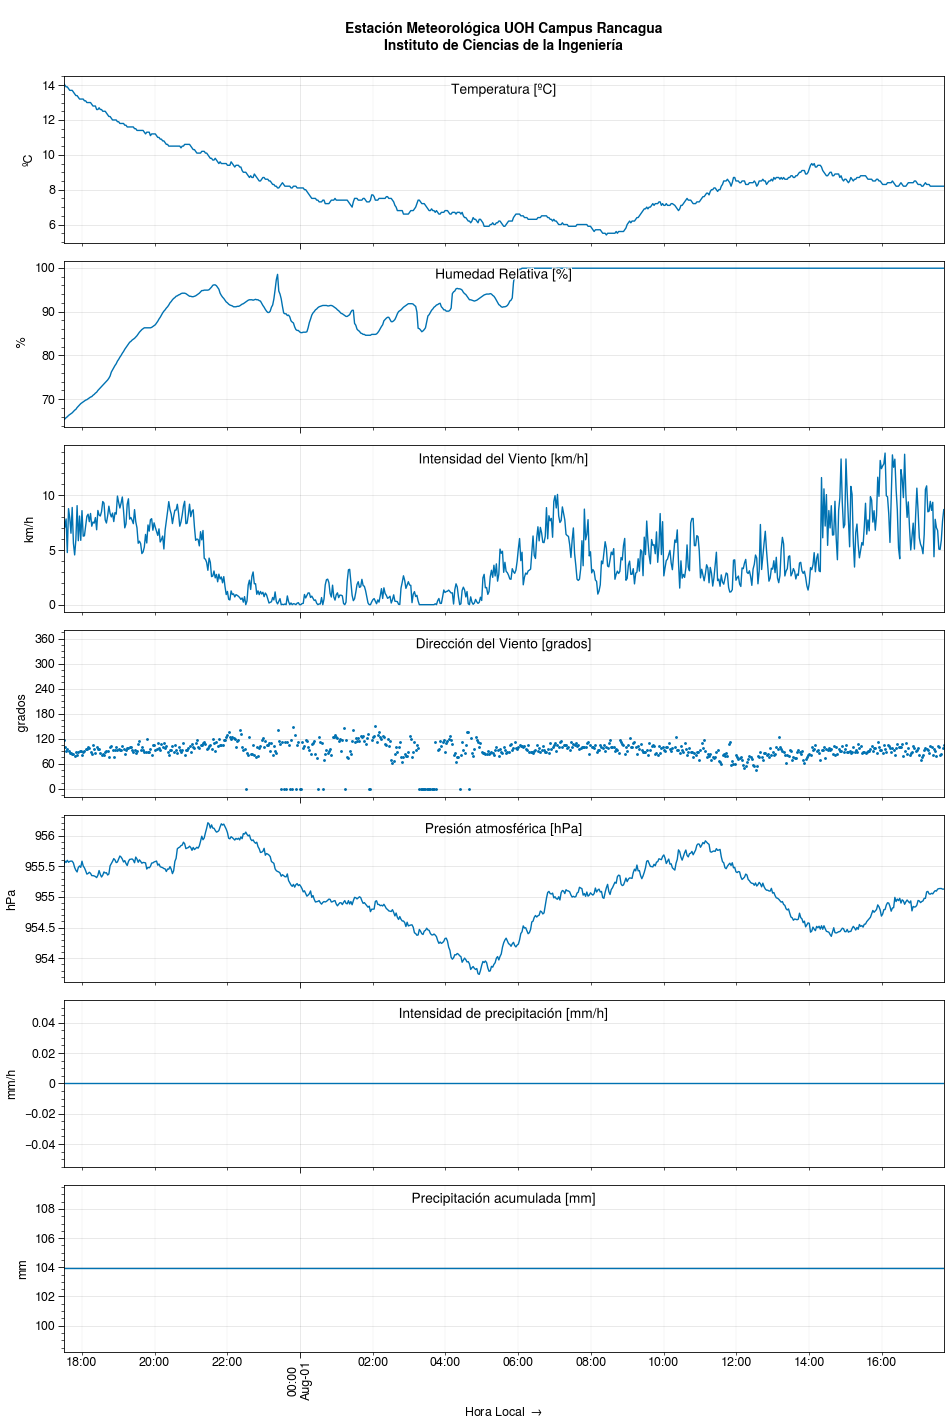 Estación Meteorológica UOH Campus Rancagua
Instituto de Ciencias de la Ingeniería
Temperatura [ºC]
14
12
10
8
6
ºC
Humedad Relativa [%]
100
90
80
70
%
Intensidad del Viento [km/h]
10
5
0
km/h
Dirección del Viento [grados]
360
300
240
180
120
60
0
grados
Presión atmosférica [hPa]
956
955.5
955
954.5
954
hPa
Intensidad de precipitación [mm/h]
0.04
0.02
0
−0.02
−0.04
mm/h
Precipitación acumulada [mm]
108
106
104
102
100
mm
18:00 20:00 22:00 00:00 02:00 04:00 06:00 08:00 10:00 12:00 14:00 16:00
Aug-01
Hora Local →